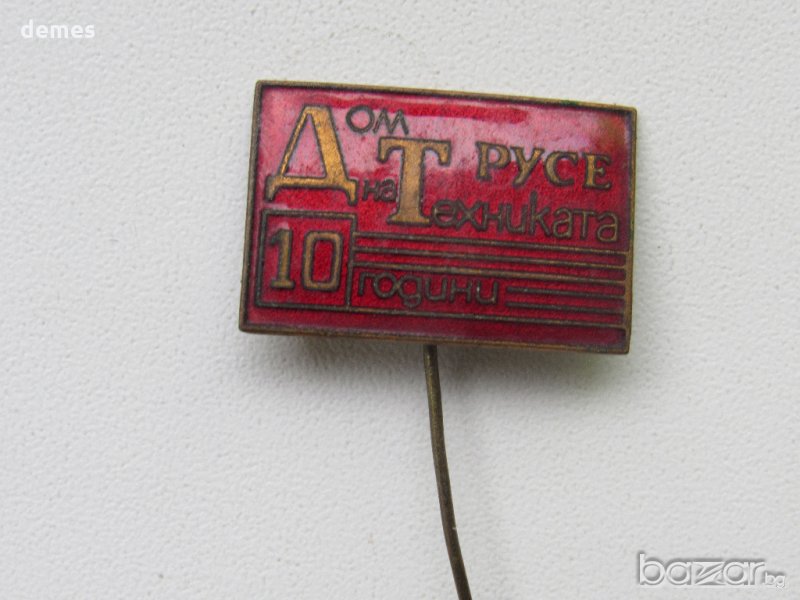 demes
Дом
на Техниката
РУСЕ
10 години
bazar.bg